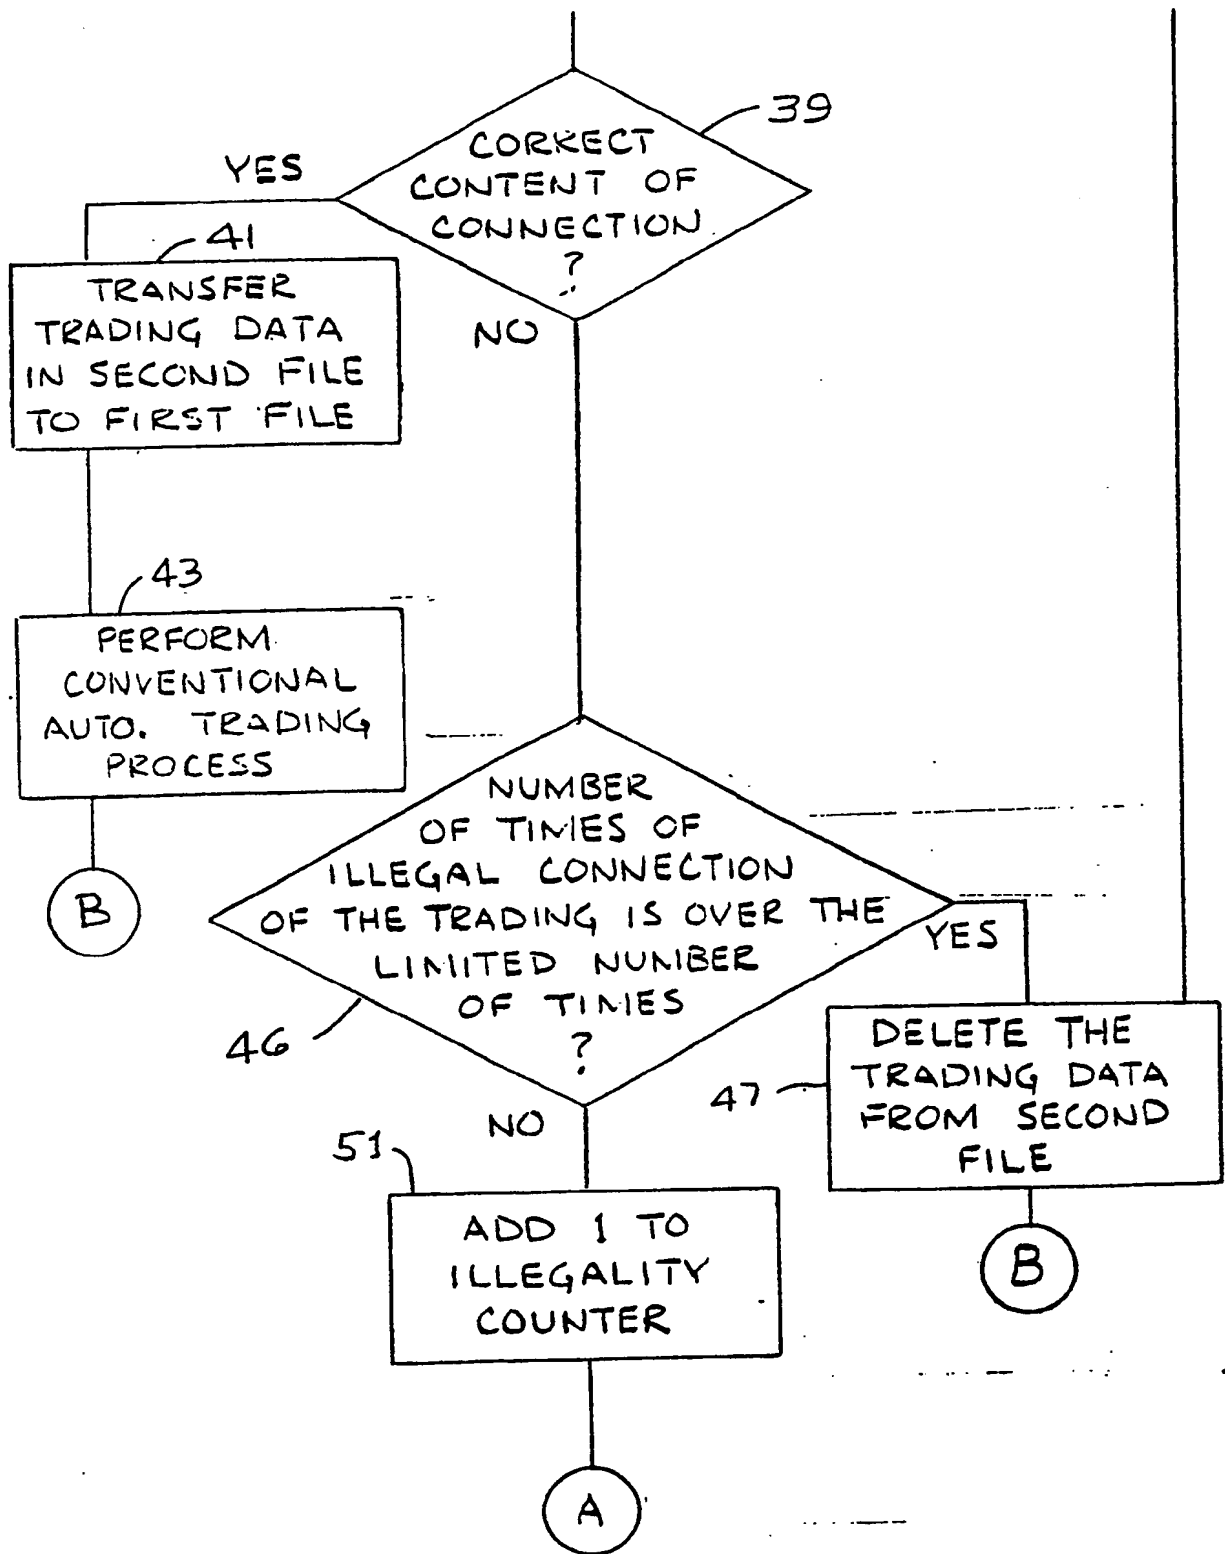 39
CORRECT
CONTENT OF
CONNECTION
?
YES
NO
41
TRANSFER
TRADING DATA
IN SECOND FILE
TO FIRST FILE
43
PERFORM
CONVENTIONAL
AUTO. TRADING
PROCESS
B
NUMBER
OF TIMES OF
ILLEGAL CONNECTION
OF THE TRADING IS OVER THE
LIMITED NUMBER
OF TIMES
?
46
YES
NO
47
DELETE THE
TRADING DATA
FROM SECOND
FILE
B
51
ADD 1 TO
ILLEGALITY
COUNTER
A